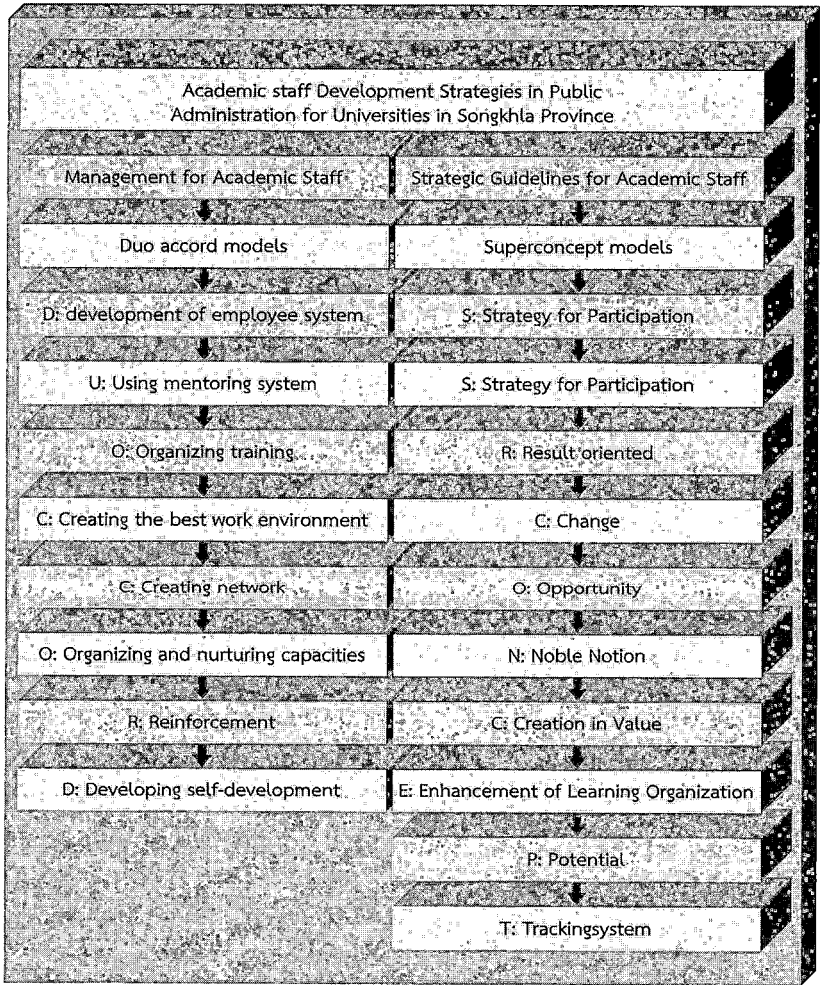 Academic staff Development Strategies in Public
Administration for Universities in Songkhla Province
Management for Academic Staff
Strategic Guidelines for Academic Staff
Duo accord models
Superconcept models
D: development of employee system
S: Strategy for Participation
U: Using mentoring system
S: Strategy for Participation
O: Organizing training
R: Result oriented
C: Creating the best work environment
C: Change
C: Creating network
O: Opportunity
O: Organizing and nurturing capacities
N: Noble Notion
R: Reinforcement
C: Creation in Value
D: Developing self-development
E: Enhancement of Learning Organization
P: Potential
T: Trackingsystem